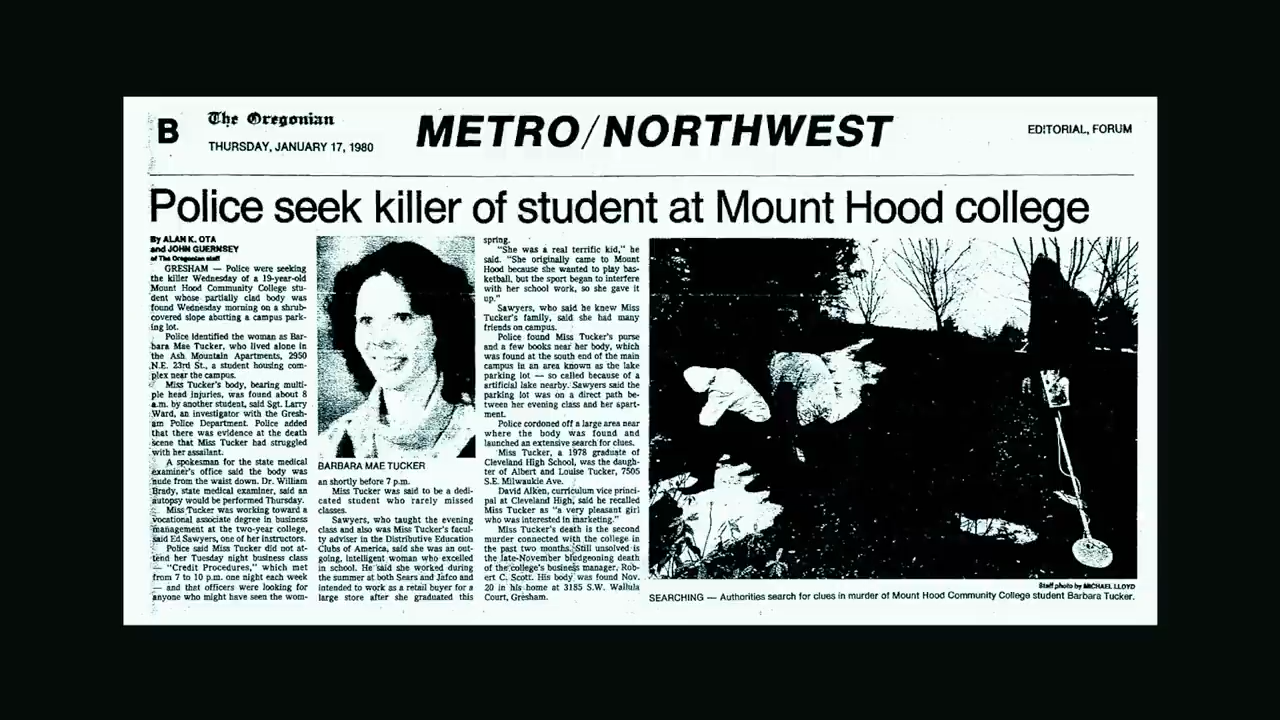 B
The Oregonian
THURSDAY, JANUARY 17, 1980
METRO/NORTHWEST
EDITORIAL, FORUM
Police seek killer of student at Mount Hood college
By ALAN K. OTA
and JOHN GUERNSEY
of The Oregonian staff
GRESHAM — Police were seeking
the killer Wednesday of a 19-year-old
Mount Hood Community College stu-
dent whose partially clad body was
found Wednesday morning on a shrub-
covered slope abutting a campus park-
ing lot.
Police identified the woman as Bar-
bara Mae Tucker, who lived alone in
the Ash Mountain Apartments, 2950
N.E. 23rd St., a student housing com-
plex near the campus.
Miss Tucker's body, bearing multi-
ple head injuries, was found about 8
a.m. by another student, said Sgt. Larry
Ward, an investigator with the Gresh-
am Police Department. Police added
that there was evidence at the death
scene that Miss Tucker had struggled
with her assailant.
A spokesman for the state medical
examiner's office said the body was
nude from the waist down. Dr. William
Brady, state medical examiner, said an
autopsy would be performed Thursday.
Miss Tucker was working toward a
vocational associate degree in business
management at the two-year college,
said Ed Sawyers, one of her instructors.
Police said Miss Tucker did not at-
tend her Tuesday night business class
— "Credit Procedures," which met
from 7 to 10 p.m. one night each week
— and that officers were looking for
anyone who might have seen the wom-
BARBARA MAE TUCKER
an shortly before 7 p.m.
Miss Tucker was said to be a dedi-
cated student who rarely missed
classes.
Sawyers, who taught the evening
class and also was Miss Tucker's facul-
ty adviser in the Distributive Education
Clubs of America, said she was an out-
going, intelligent woman who excelled
in school. He said she worked during
the summer at both Sears and Jafco and
intended to work as a retail buyer for a
large store after she graduated this
spring.
"She was a real terrific kid," he
said. "She originally came to Mount
Hood because she wanted to play bas-
ketball, but the sport began to interfere
with her school work, so she gave it
up."
Sawyers, who said he knew Miss
Tucker's family, said she had many
friends on campus.
Police found Miss Tucker's purse
and a few books near her body, which
was found at the south end of the main
campus in an area known as the lake
parking lot — so called because of a
artificial lake nearby. Sawyers said the
parking lot was on a direct path be-
tween her evening class and her apart-
ment.
Police cordoned off a large area near
where the body was found and
launched an extensive search for clues.
Miss Tucker, a 1978 graduate of
Cleveland High School, was the daugh-
ter of Albert and Louise Tucker, 7505
S.E. Milwaukie Ave.
David Alken, curriculum vice princi-
pal at Cleveland High, said he recalled
Miss Tucker as "a very pleasant girl
who was interested in marketing."
Miss Tucker's death is the second
murder connected with the college in
the past two months. Still unsolved is
the late-November bludgeoning death
of the college's business manager, Rob-
ert C. Scott. His body was found Nov.
20 in his home at 3185 S.W. Wallula
Court, Gresham.
Staff photo by MICHAEL LLOYD
SEARCHING — Authorities search for clues in murder of Mount Hood Community College student Barbara Tucker.